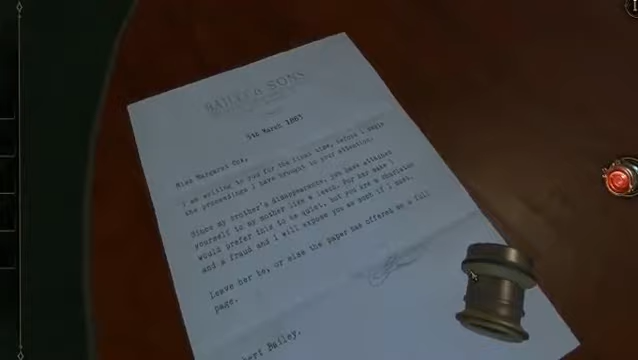 BAILEY & SONS
5th March 1887
Miss Margaret Cox,
I am writing to you for the final time, before I begin
the proceedings I have brought to your attention.
Since my brother's disappearance, you have attached
yourself to my mother like a leech. For her sake I
would prefer this to be quiet, but you are a charlatan
and a fraud and I will expose you as such if I must.
Leave her be, or else the paper has offered me a full
page.
bert Bailey.